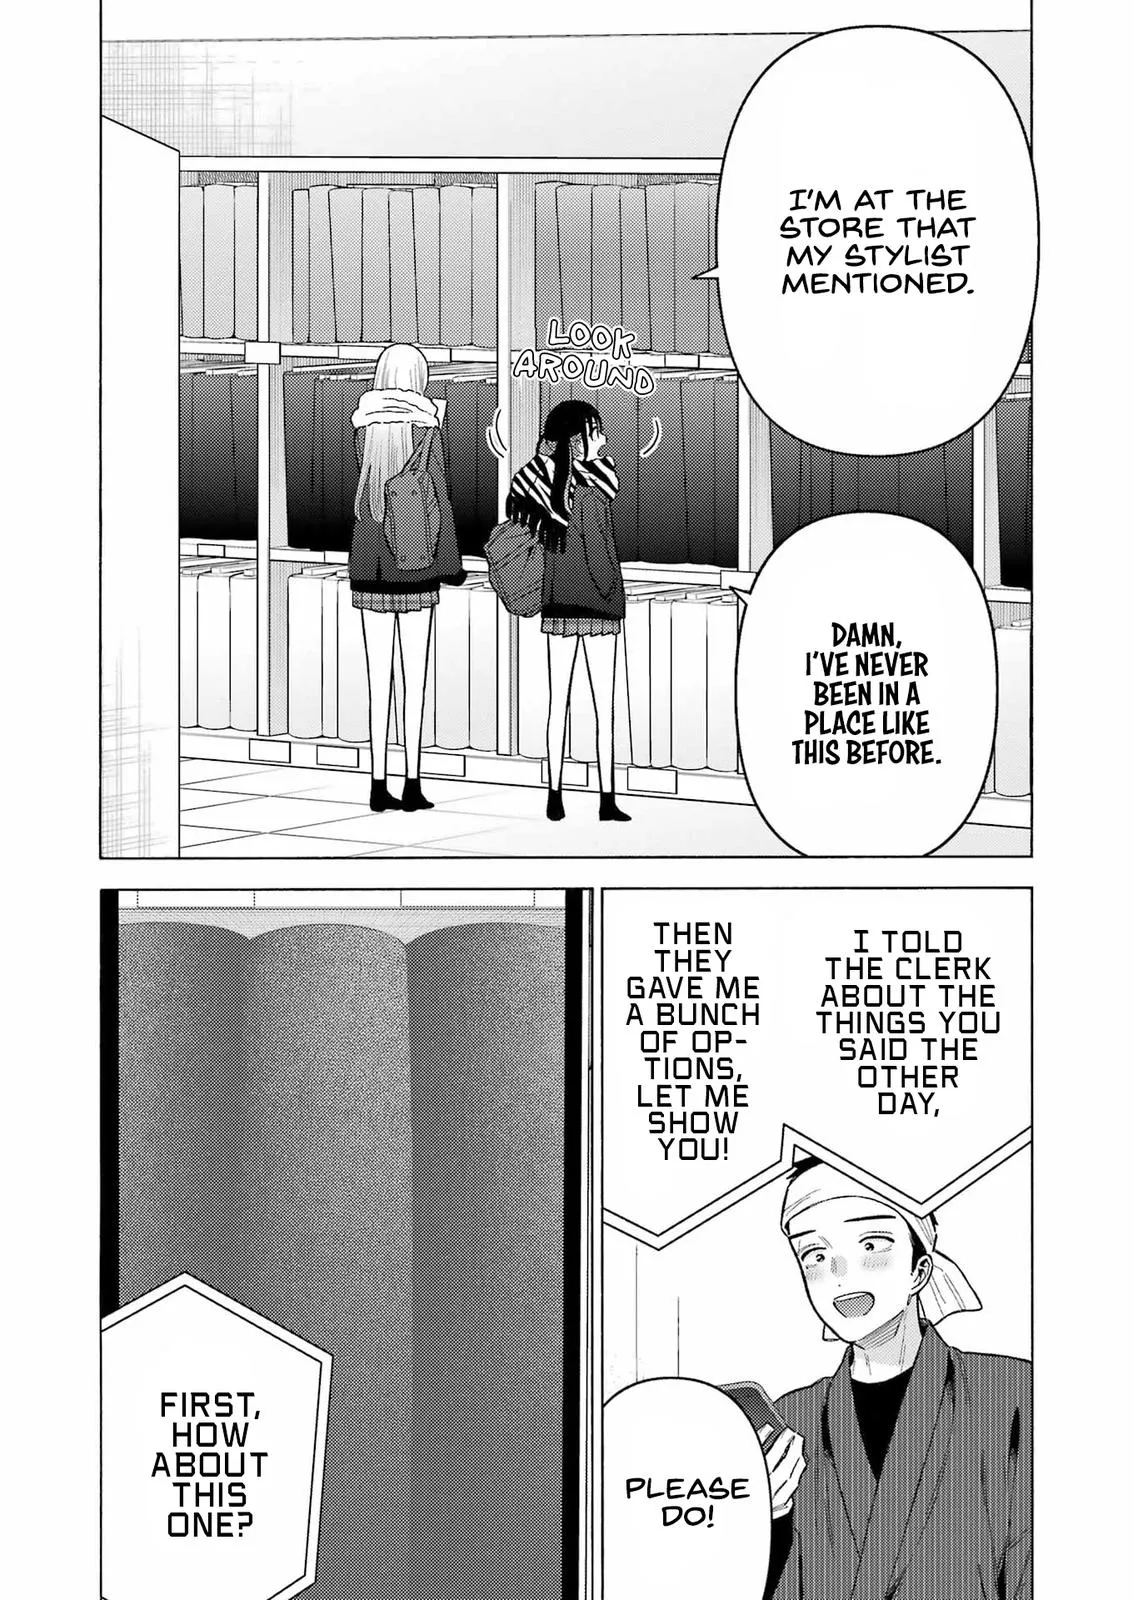 I'M AT THE
STORE THAT
MY STYLIST
MENTIONED.
LOOK
AROUND
DAMN,
I'VE NEVER
BEEN IN A
PLACE LIKE
THIS BEFORE.
I TOLD
THE CLERK
ABOUT THE
THINGS YOU
SAID THE
OTHER
DAY,
THEN
THEY
GAVE ME
A BUNCH
OF OP-
TIONS,
LET ME
SHOW
YOU!
PLEASE
DO!
FIRST,
HOW
ABOUT
THIS
ONE?